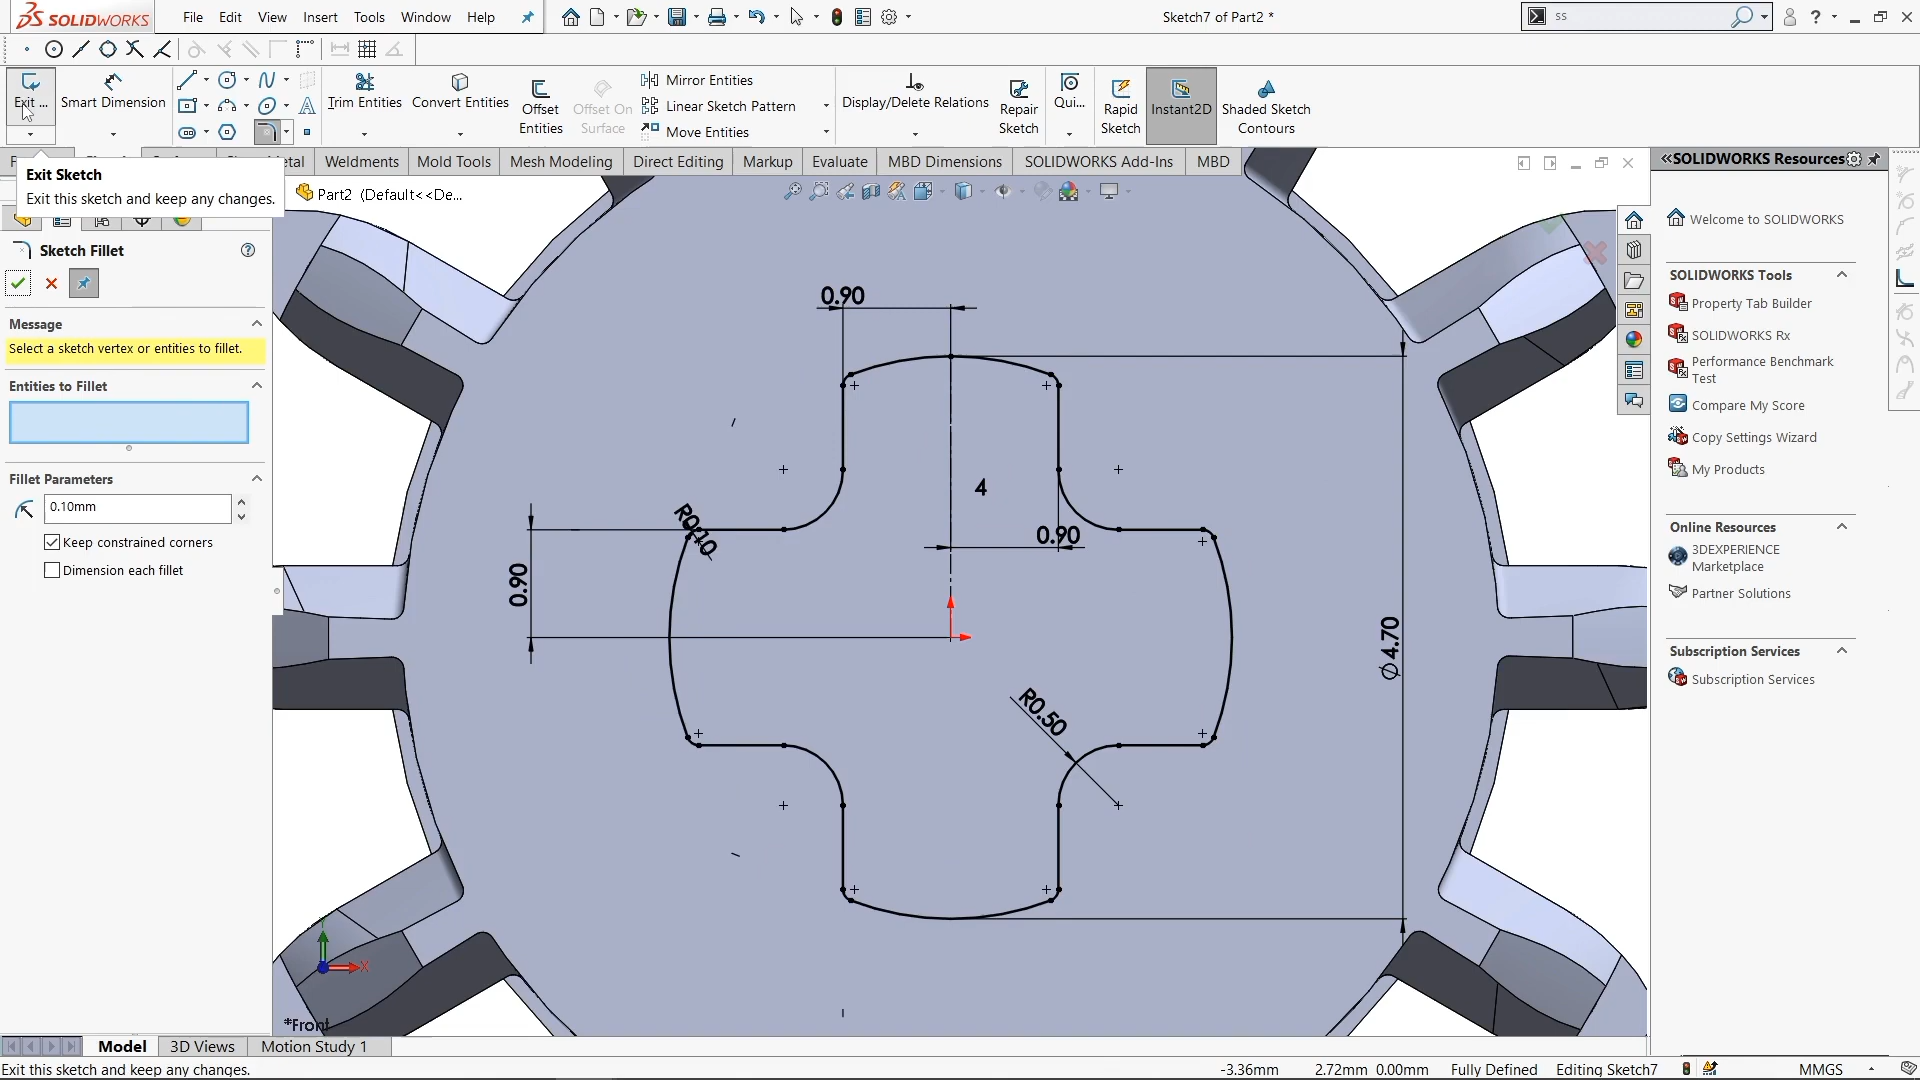 SOLIDWORKS
File Edit View Insert Tools Window Help
Sketch7 of Part2 *
ss
Exit ...
Smart Dimension
Trim Entities
Convert Entities
Offset Entities
Offset On Surface
Mirror Entities
Linear Sketch Pattern
Move Entities
Display/Delete Relations
Repair Sketch
Qui...
Rapid Sketch
Instant2D
Shaded Sketch Contours
Weldments Mold Tools Mesh Modeling Direct Editing Markup Evaluate MBD Dimensions SOLIDWORKS Add-Ins MBD
Exit Sketch
Exit this sketch and keep any changes.
Part2 (Default<<De...
Sketch Fillet
Message
Select a sketch vertex or entities to fillet.
Entities to Fillet
Fillet Parameters
0.10mm
Keep constrained corners
Dimension each fillet
0.90
4
R0.10
0.90
0.90
R0.50
Ø4.70
X
*Front
SOLIDWORKS Resources
Welcome to SOLIDWORKS
SOLIDWORKS Tools
Property Tab Builder
SOLIDWORKS Rx
Performance Benchmark
Test
Compare My Score
Copy Settings Wizard
My Products
Online Resources
3DEXPERIENCE
Marketplace
Partner Solutions
Subscription Services
Subscription Services
Model 3D Views Motion Study 1
Exit this sketch and keep any changes.
-3.36mm 2.72mm 0.00mm Fully Defined Editing Sketch7 MMGS